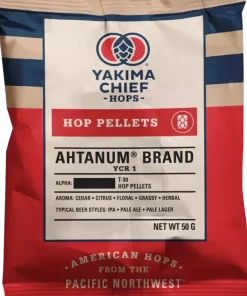 YAKIMA
CHIEF
HOPS
HOP PELLETS
AHTANUM® BRAND
YCR 1
ALPHA:
T-90
HOP PELLETS
AROMA: CEDAR • CITRUS • FLORAL • GRASSY • HERBAL
TYPICAL BEER STYLES: IPA • PALE ALE • PALE LAGER
NET WT 50 G
AMERICAN HOPS
FROM THE
PACIFIC NORTHWEST